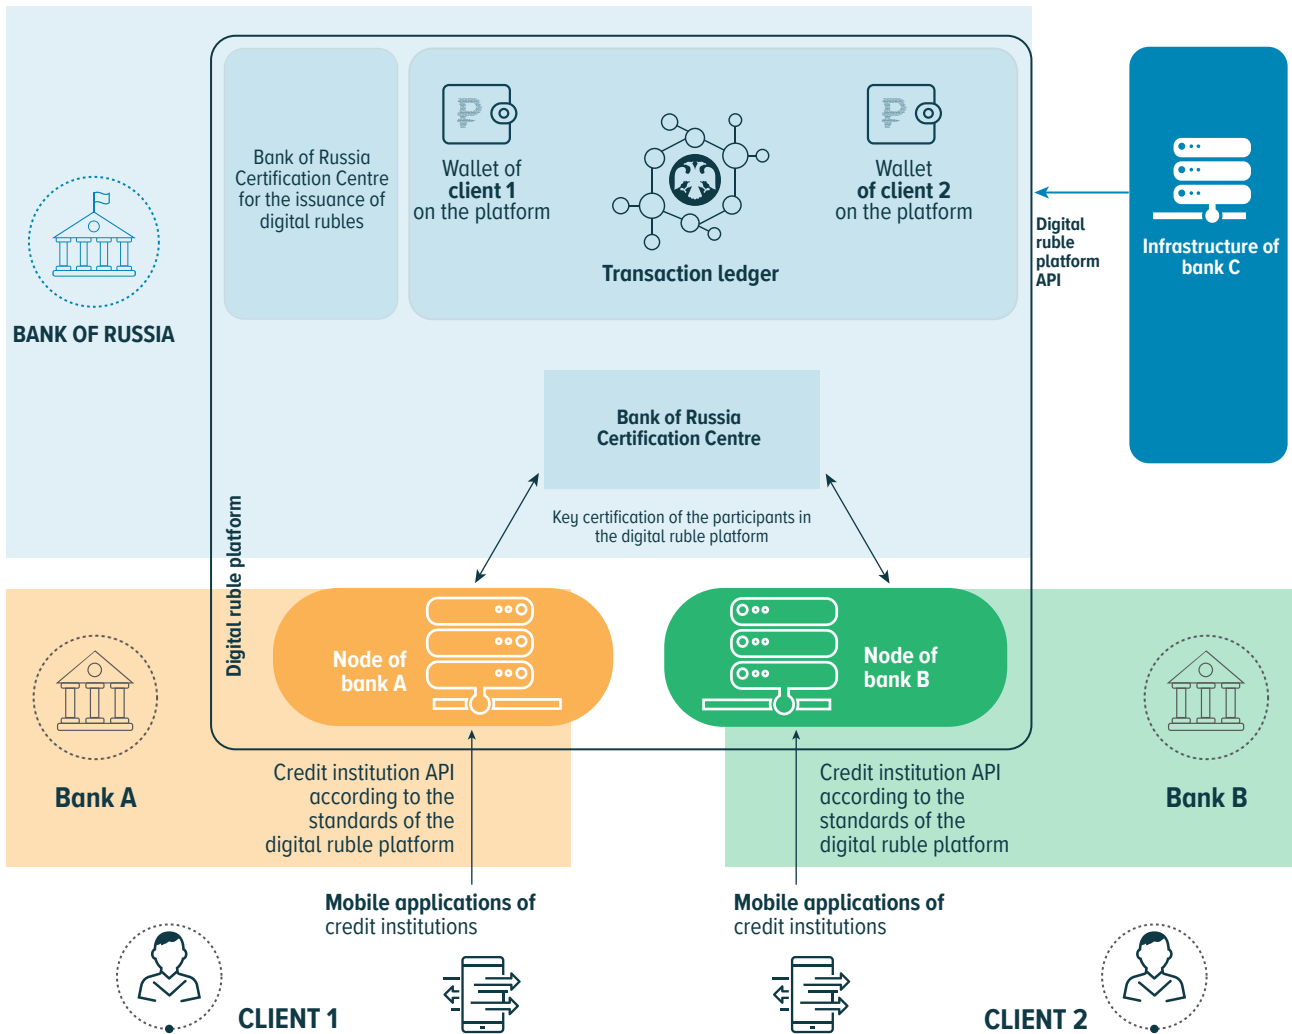 Bank of Russia
Certification Centre
for the issuance of
digital rubles
Wallet of
client 1
on the platform
Transaction ledger
Wallet
of client 2
on the platform
Digital
ruble
platform
API
Infrastructure of
bank C
BANK OF RUSSIA
Bank of Russia
Certification Centre
Key certification of the participants in
the digital ruble platform
Digital ruble platform
Node of
bank A
Node of
bank B
Bank A
Credit institution API
according to the
standards of the
digital ruble platform
Credit institution API
according to the
standards of the
digital ruble platform
Bank B
Mobile applications of
credit institutions
Mobile applications of
credit institutions
CLIENT 1
CLIENT 2